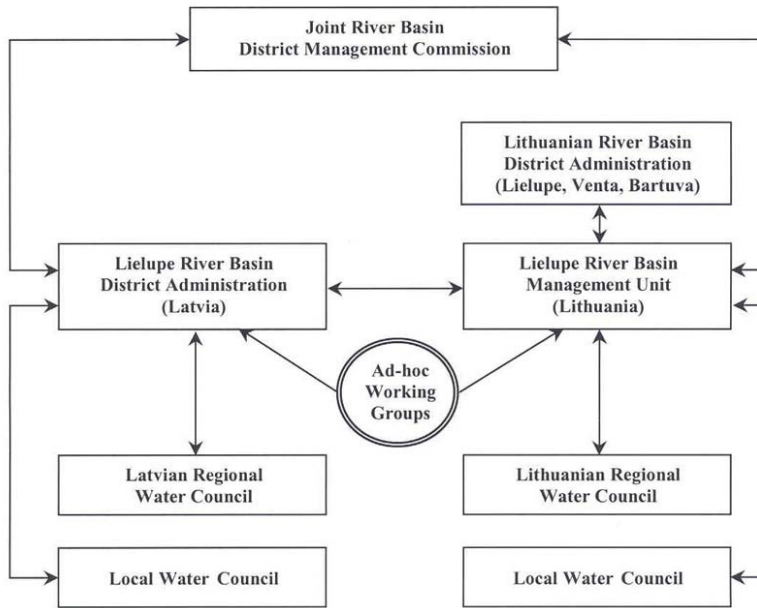 Joint River Basin
District Management Commission
Lithuanian River Basin
District Administration
(Lielupe, Venta, Bartuva)
Lielupe River Basin
District Administration
(Latvia)
Lielupe River Basin
Management Unit
(Lithuania)
Ad-hoc
Working
Groups
Latvian Regional
Water Council
Lithuanian Regional
Water Council
Local Water Council
Local Water Council